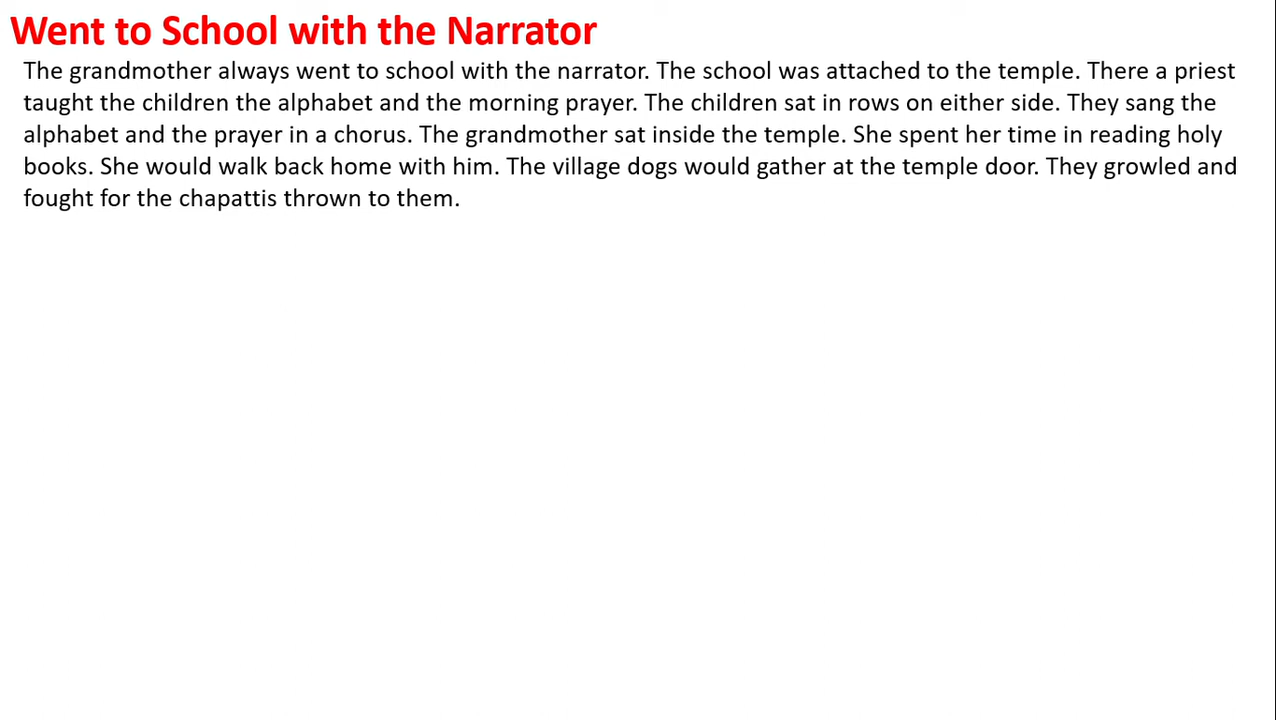 Went to School with the Narrator
The grandmother always went to school with the narrator. The school was attached to the temple. There a priest
taught the children the alphabet and the morning prayer. The children sat in rows on either side. They sang the
alphabet and the prayer in a chorus. The grandmother sat inside the temple. She spent her time in reading holy
books. She would walk back home with him. The village dogs would gather at the temple door. They growled and
fought for the chapattis thrown to them.